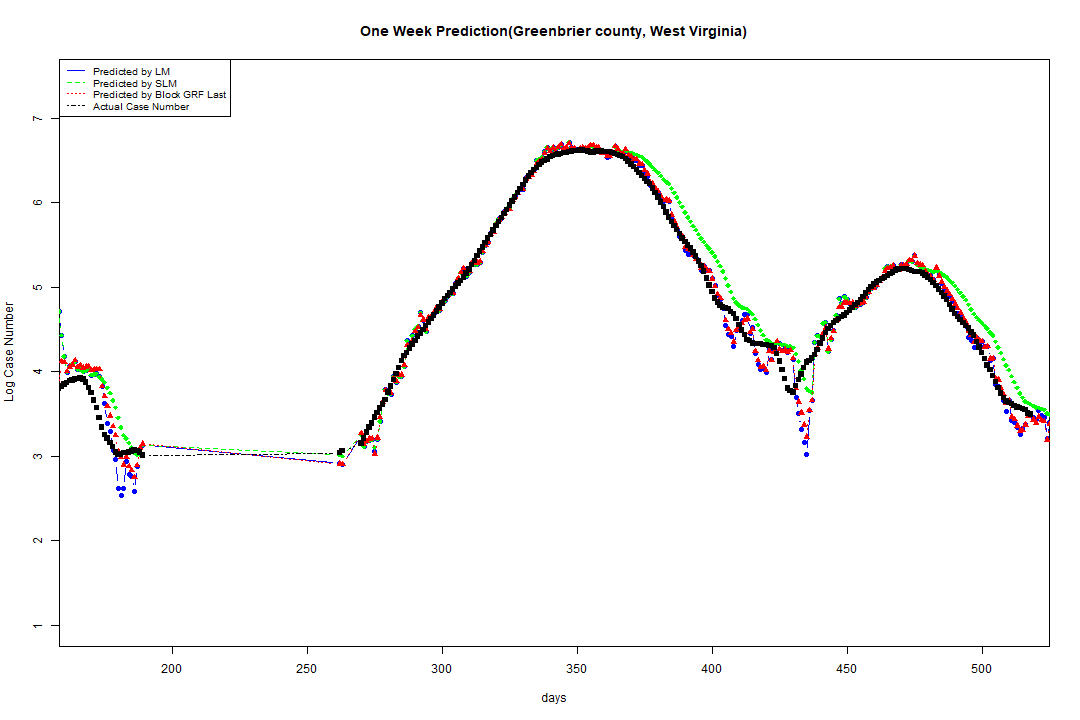 One Week Prediction(Greenbrier county, West Virginia)
Predicted by LM
Predicted by SLM
Predicted by Block GRF Last
Actual Case Number
7
6
5
4
3
2
1
Log Case Number
200 250 300 350 400 450 500
days